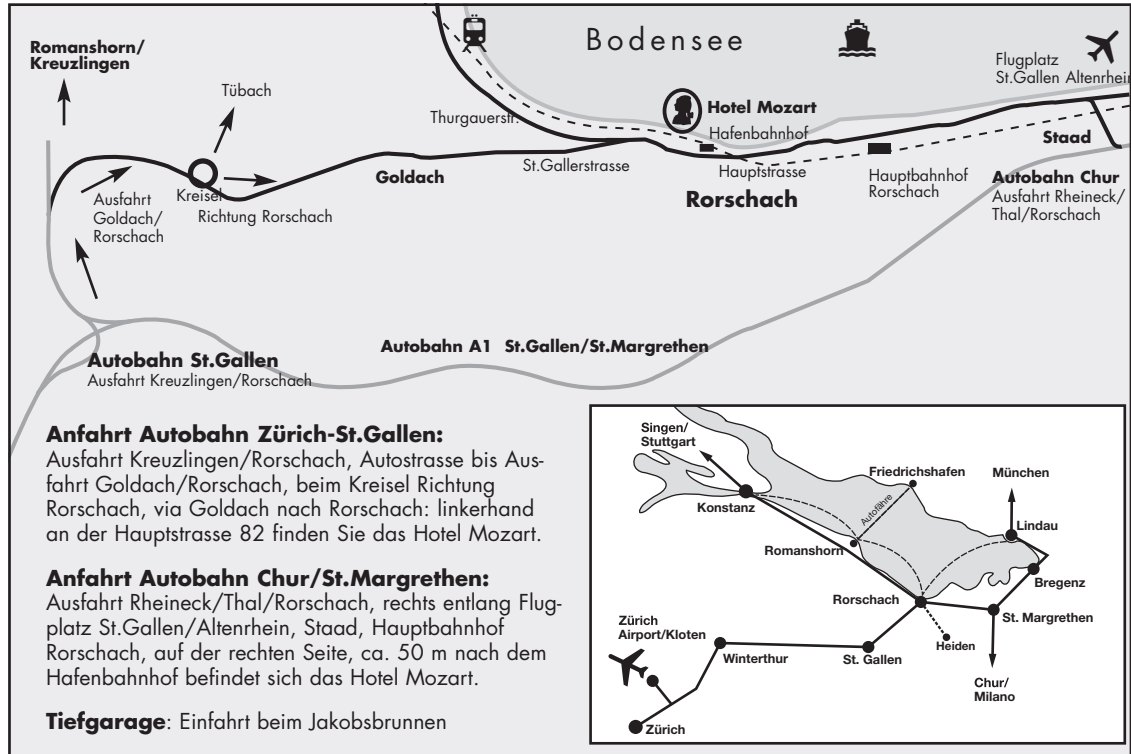 Bodensee
Romanshorn/
Kreuzlingen
Tübach
Thurgauerstr.
Hotel Mozart
Hafenbahnhof
Flugplatz
St.Gallen Altenrhein
Staad
St.Gallerstrasse
Goldach
Hauptstrasse
Rorschach
Hauptbahnhof
Rorschach
Autobahn Chur
Ausfahrt Rheineck/
Thal/Rorschach
Ausfahrt
Goldach/
Rorschach
Kreisel
Richtung Rorschach
Autobahn St.Gallen
Ausfahrt Kreuzlingen/Rorschach
Autobahn A1 St.Gallen/St.Margrethen
Anfahrt Autobahn Zürich-St.Gallen:
Ausfahrt Kreuzlingen/Rorschach, Autostrasse bis Aus-
fahrt Goldach/Rorschach, beim Kreisel Richtung
Rorschach, via Goldach nach Rorschach: linkerhand
an der Hauptstrasse 82 finden Sie das Hotel Mozart.
Anfahrt Autobahn Chur/St.Margrethen:
Ausfahrt Rheineck/Thal/Rorschach, rechts entlang Flug-
platz St.Gallen/Altenrhein, Staad, Hauptbahnhof
Rorschach, auf der rechten Seite, ca. 50 m nach dem
Hafenbahnhof befindet sich das Hotel Mozart.
Tiefgarage: Einfahrt beim Jakobsbrunnen
Singen/
Stuttgart
Konstanz
Friedrichshafen
München
Autofähre
Lindau
Romanshorn
Bregenz
Rorschach
St. Margrethen
Zürich
Airport/Kloten
Winterthur
St. Gallen
Heiden
Chur/
Milano
Zürich